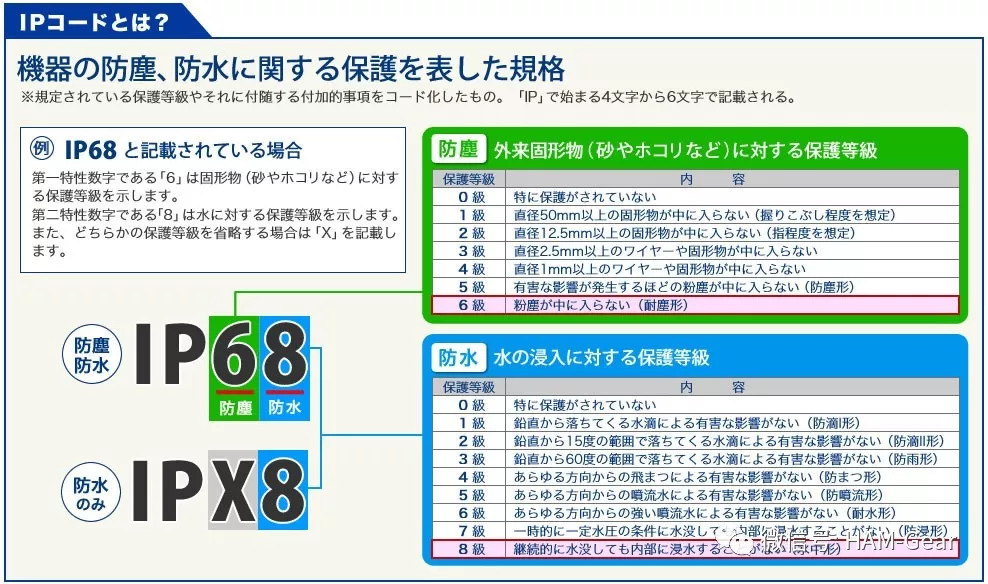 IPコードとは？
機器の防塵、防水に関する保護を表した規格
※規定されている保護等級やそれに付随する付加的事項をコード化したもの。「IP」で始まる4文字から6文字で記載される。
例 IP68 と記載されている場合
第一特性数字である「6」は固形物（砂やホコリなど）に対す
る保護等級を示します。
第二特性数字である「8」は水に対する保護等級を示します。
また、どちらかの保護等級を省略する場合は「X」を記載し
ます。
防塵
防水
IP68
防塵 防水
防水
のみ
IPX8
防塵 外来固形物（砂やホコリなど）に対する保護等級
保護等級 内 容
0 級 特に保護がされていない
1 級 直径50mm以上の固形物が中に入らない（握りこぶし程度を想定）
2 級 直径12.5mm以上の固形物が中に入らない（指程度を想定）
3 級 直径2.5mm以上のワイヤーや固形物が中に入らない
4 級 直径1mm以上のワイヤーや固形物が中に入らない
5 級 有害な影響が発生するほどの粉塵が中に入らない（防塵形）
6 級 粉塵が中に入らない（耐塵形）
防水 水の浸入に対する保護等級
保護等級 内 容
0 級 特に保護がされていない
1 級 鉛直から落ちてくる水滴による有害な影響がない（防滴I形）
2 級 鉛直から15度の範囲で落ちてくる水滴による有害な影響がない（防滴II形）
3 級 鉛直から60度の範囲で落ちてくる水滴による有害な影響がない（防雨形）
4 級 あらゆる方向からの飛まつによる有害な影響がない（防まつ形）
5 級 あらゆる方向からの噴流水による有害な影響がない（防噴流形）
6 級 あらゆる方向からの強い噴流水による有害な影響がない（耐水形）
7 級 一時的に一定水圧の条件に水没しても内部に浸水することがない（防浸形）
8 級 継続的に水没しても内部に浸水することがない（水中形）
微信号: HAM-Gear